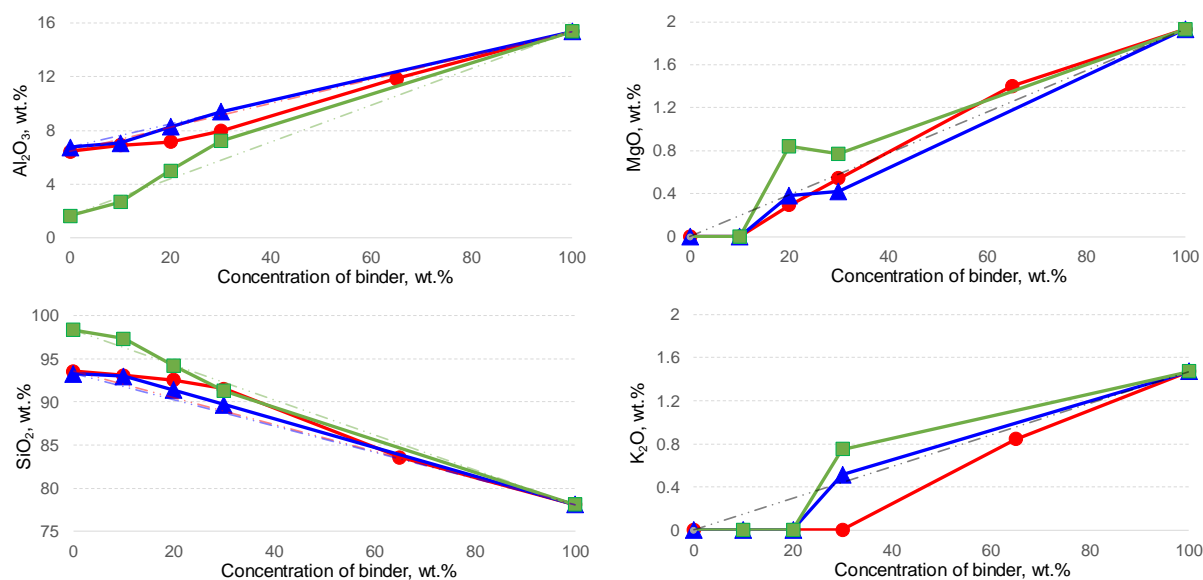 16
12
8
4
0
Al₂O₃, wt.%
0 20 40 60 80 100
Concentration of binder, wt.%
2
1.6
1.2
0.8
0.4
0
MgO, wt.%
0 20 40 60 80 100
Concentration of binder, wt.%
100
95
90
85
80
75
SiO₂, wt.%
0 20 40 60 80 100
Concentration of binder, wt.%
2
1.6
1.2
0.8
0.4
0
K₂O, wt.%
0 20 40 60 80 100
Concentration of binder, wt.%